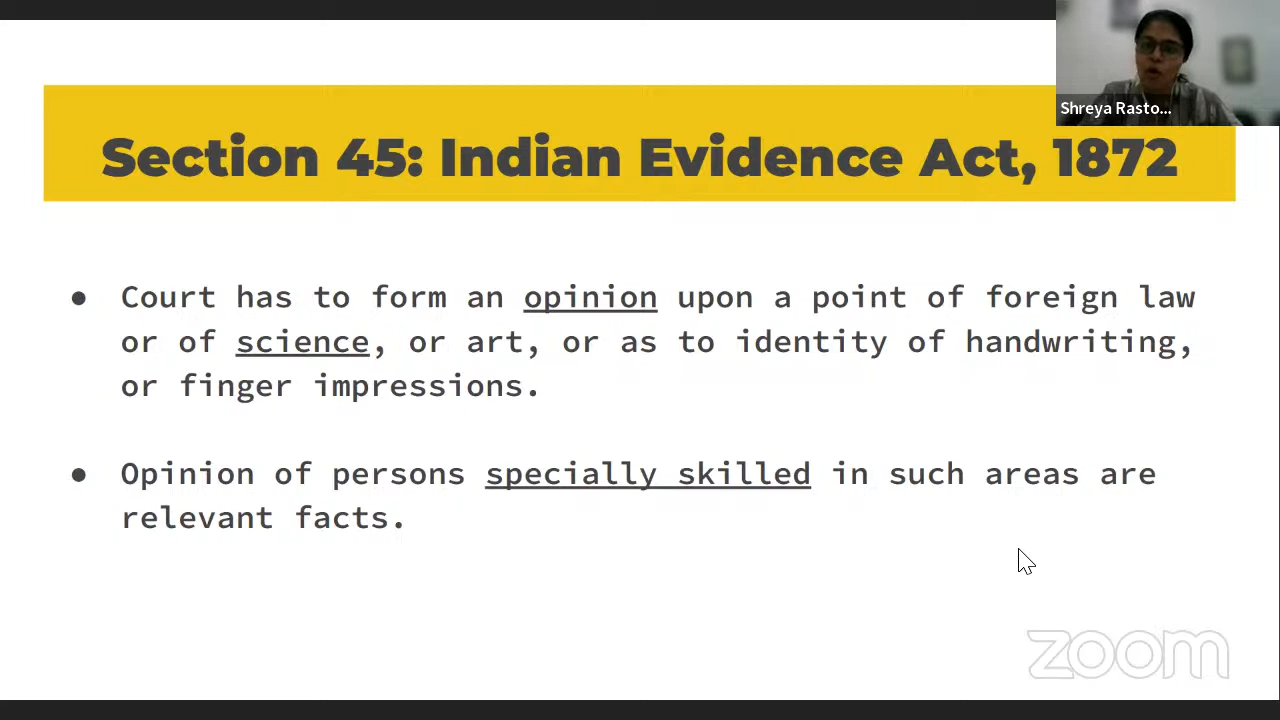 Shreya Rasto...
Section 45: Indian Evidence Act, 1872
● Court has to form an opinion upon a point of foreign law
or of science, or art, or as to identity of handwriting,
or finger impressions.
● Opinion of persons specially skilled in such areas are
relevant facts.
zoom